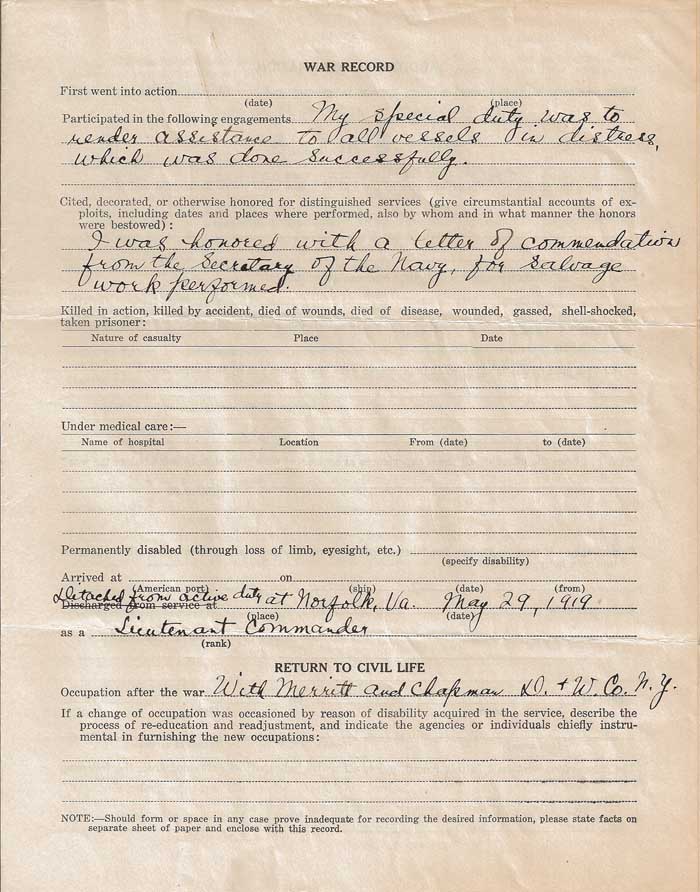 WAR RECORD
First went into action
(date) (place)
Participated in the following engagements My special duty was to
render assistance to all vessels in distress,
which was done successfully.
Cited, decorated, or otherwise honored for distinguished services (give circumstantial accounts of ex-
ploits, including dates and places where performed, also by whom and in what manner the honors
were bestowed):
I was honored with a letter of commendation
from the Secretary of the Navy, for salvage
work performed.
Killed in action, killed by accident, died of wounds, died of disease, wounded, gassed, shell-shocked,
taken prisoner:
Nature of casualty Place Date
Under medical care:—
Name of hospital Location From (date) to (date)
Permanently disabled (through loss of limb, eyesight, etc.)
(specify disability)
Arrived at on
(American port) (ship) (date) (from)
Detached from active duty at Norfolk, Va. May 29, 1919
Discharged from service at
(place) (date)
as a Lieutenant Commander
(rank)
RETURN TO CIVIL LIFE
Occupation after the war With Merritt and Chapman D. + W. Co. N.Y.
If a change of occupation was occasioned by reason of disability acquired in the service, describe the
process of re-education and readjustment, and indicate the agencies or individuals chiefly instru-
mental in furnishing the new occupations:
NOTE:—Should form or space in any case prove inadequate for recording the desired information, please state facts on
separate sheet of paper and enclose with this record.